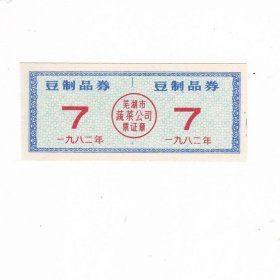 豆制品券
7
一九八二年
芜湖市
蔬菜公司
票证章
豆制品券
7
一九八二年